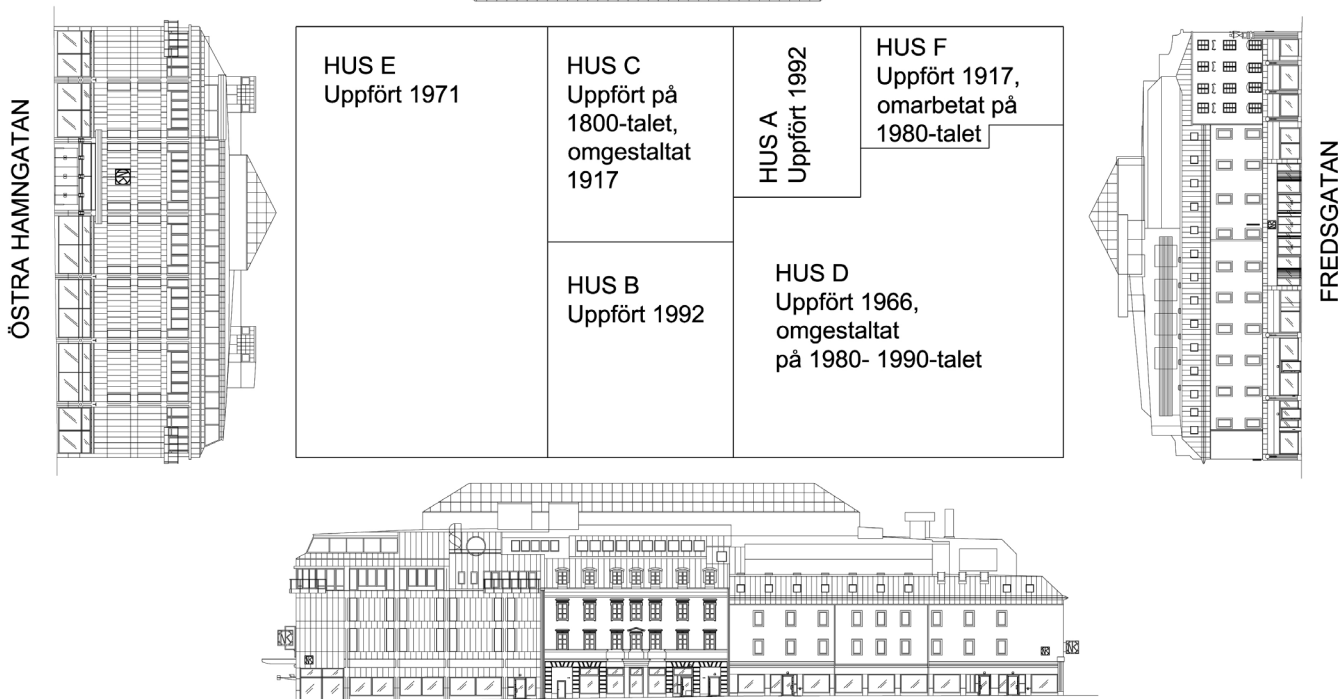 ÖSTRA HAMNGATAN
HUS E
Uppfört 1971
HUS C
Uppfört på
1800-talet,
omgestaltat
1917
HUS A
Uppfört 1992
HUS F
Uppfört 1917,
omarbetat på
1980-talet
HUS B
Uppfört 1992
HUS D
Uppfört 1966,
omgestaltat
på 1980- 1990-talet
FREDSGATAN